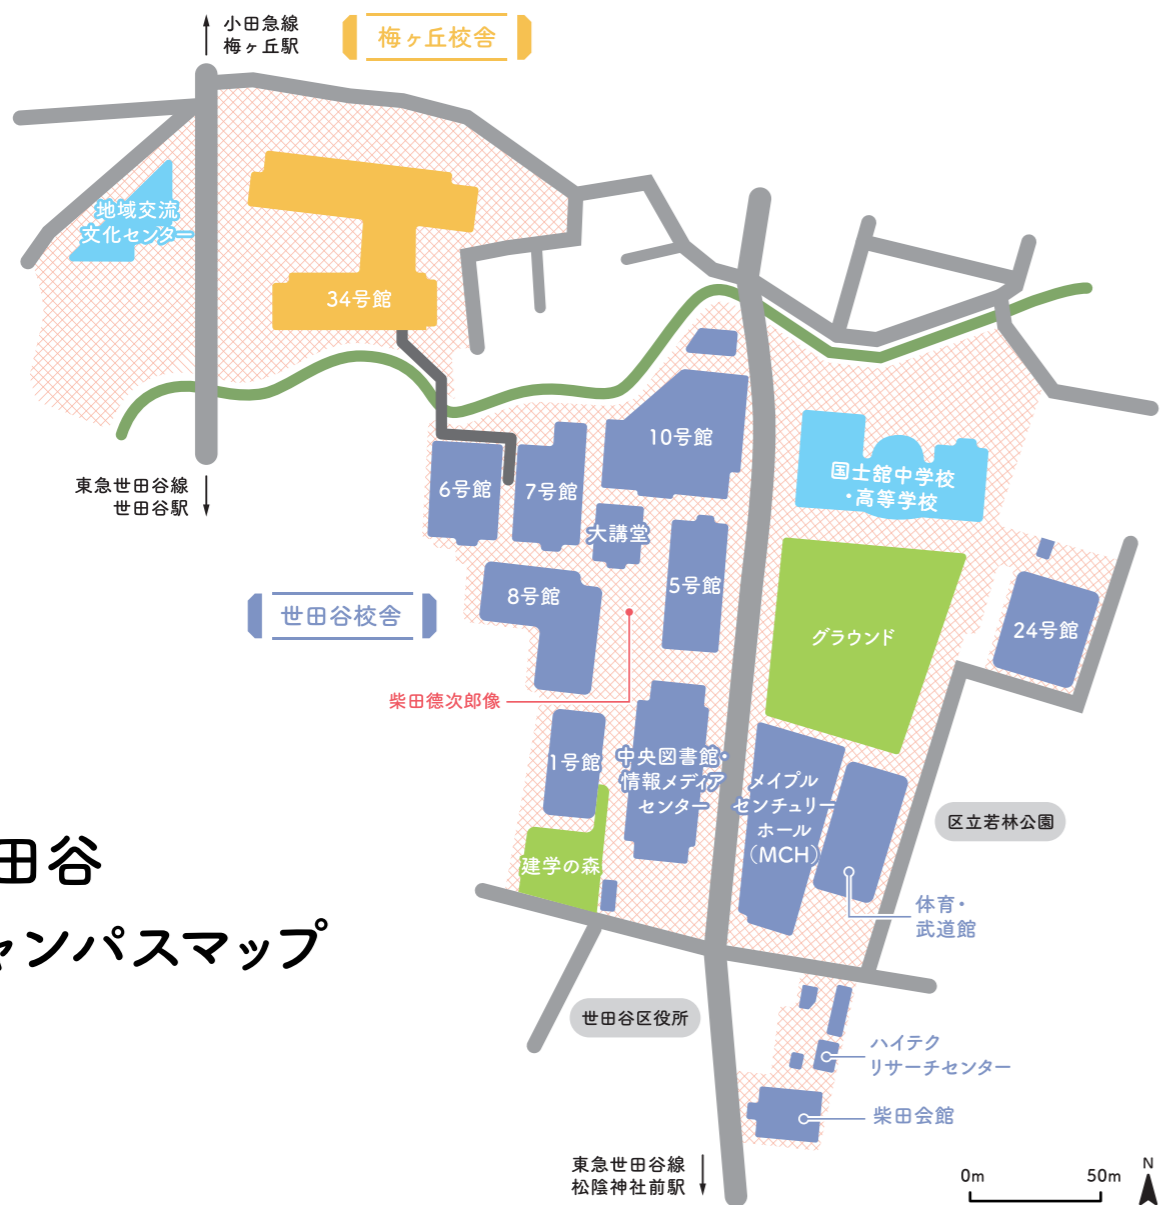 小田急線
梅ヶ丘駅
梅ヶ丘校舎
地域交流
文化センター
34号館
10号館
国士舘中学校
・高等学校
6号館
7号館
大講堂
東急世田谷線
世田谷駅
5号館
8号館
世田谷校舎
グラウンド
24号館
柴田德次郎像
1号館
中央図書館・
情報メディア
センター
メイプル
センチュリー
ホール
(MCH)
区立若林公園
田谷
建学の森
体育・
武道館
ャンパスマップ
世田谷区役所
ハイテク
リサーチセンター
柴田会館
東急世田谷線
松陰神社前駅
0m
50m
N